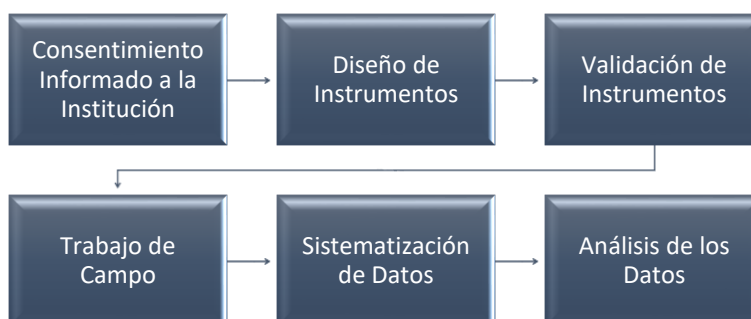 Consentimiento
Informado a la
Institución
Diseño de
Instrumentos
Validación de
Instrumentos
Trabajo de
Campo
Sistematización
de Datos
Análisis de los
Datos